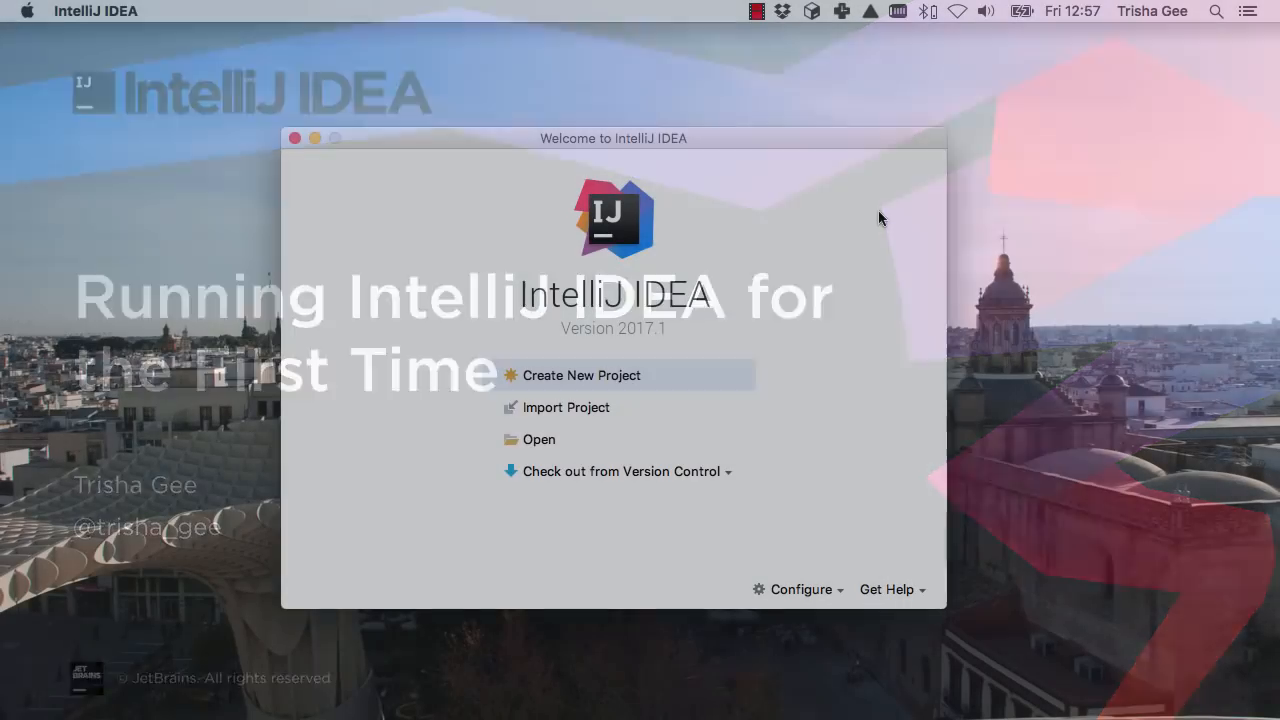 IntelliJ IDEA
Fri 12:57
Trisha Gee
IJ
IntelliJ IDEA
Welcome to IntelliJ IDEA
IJ
Running IntelliJ IDEA for
the First Time
IntelliJ IDEA
Version 2017.1
Create New Project
Import Project
Open
Check out from Version Control
Trisha Gee
@trisha_gee
Configure
Get Help
JET
BRAINS
© JetBrains. All rights reserved